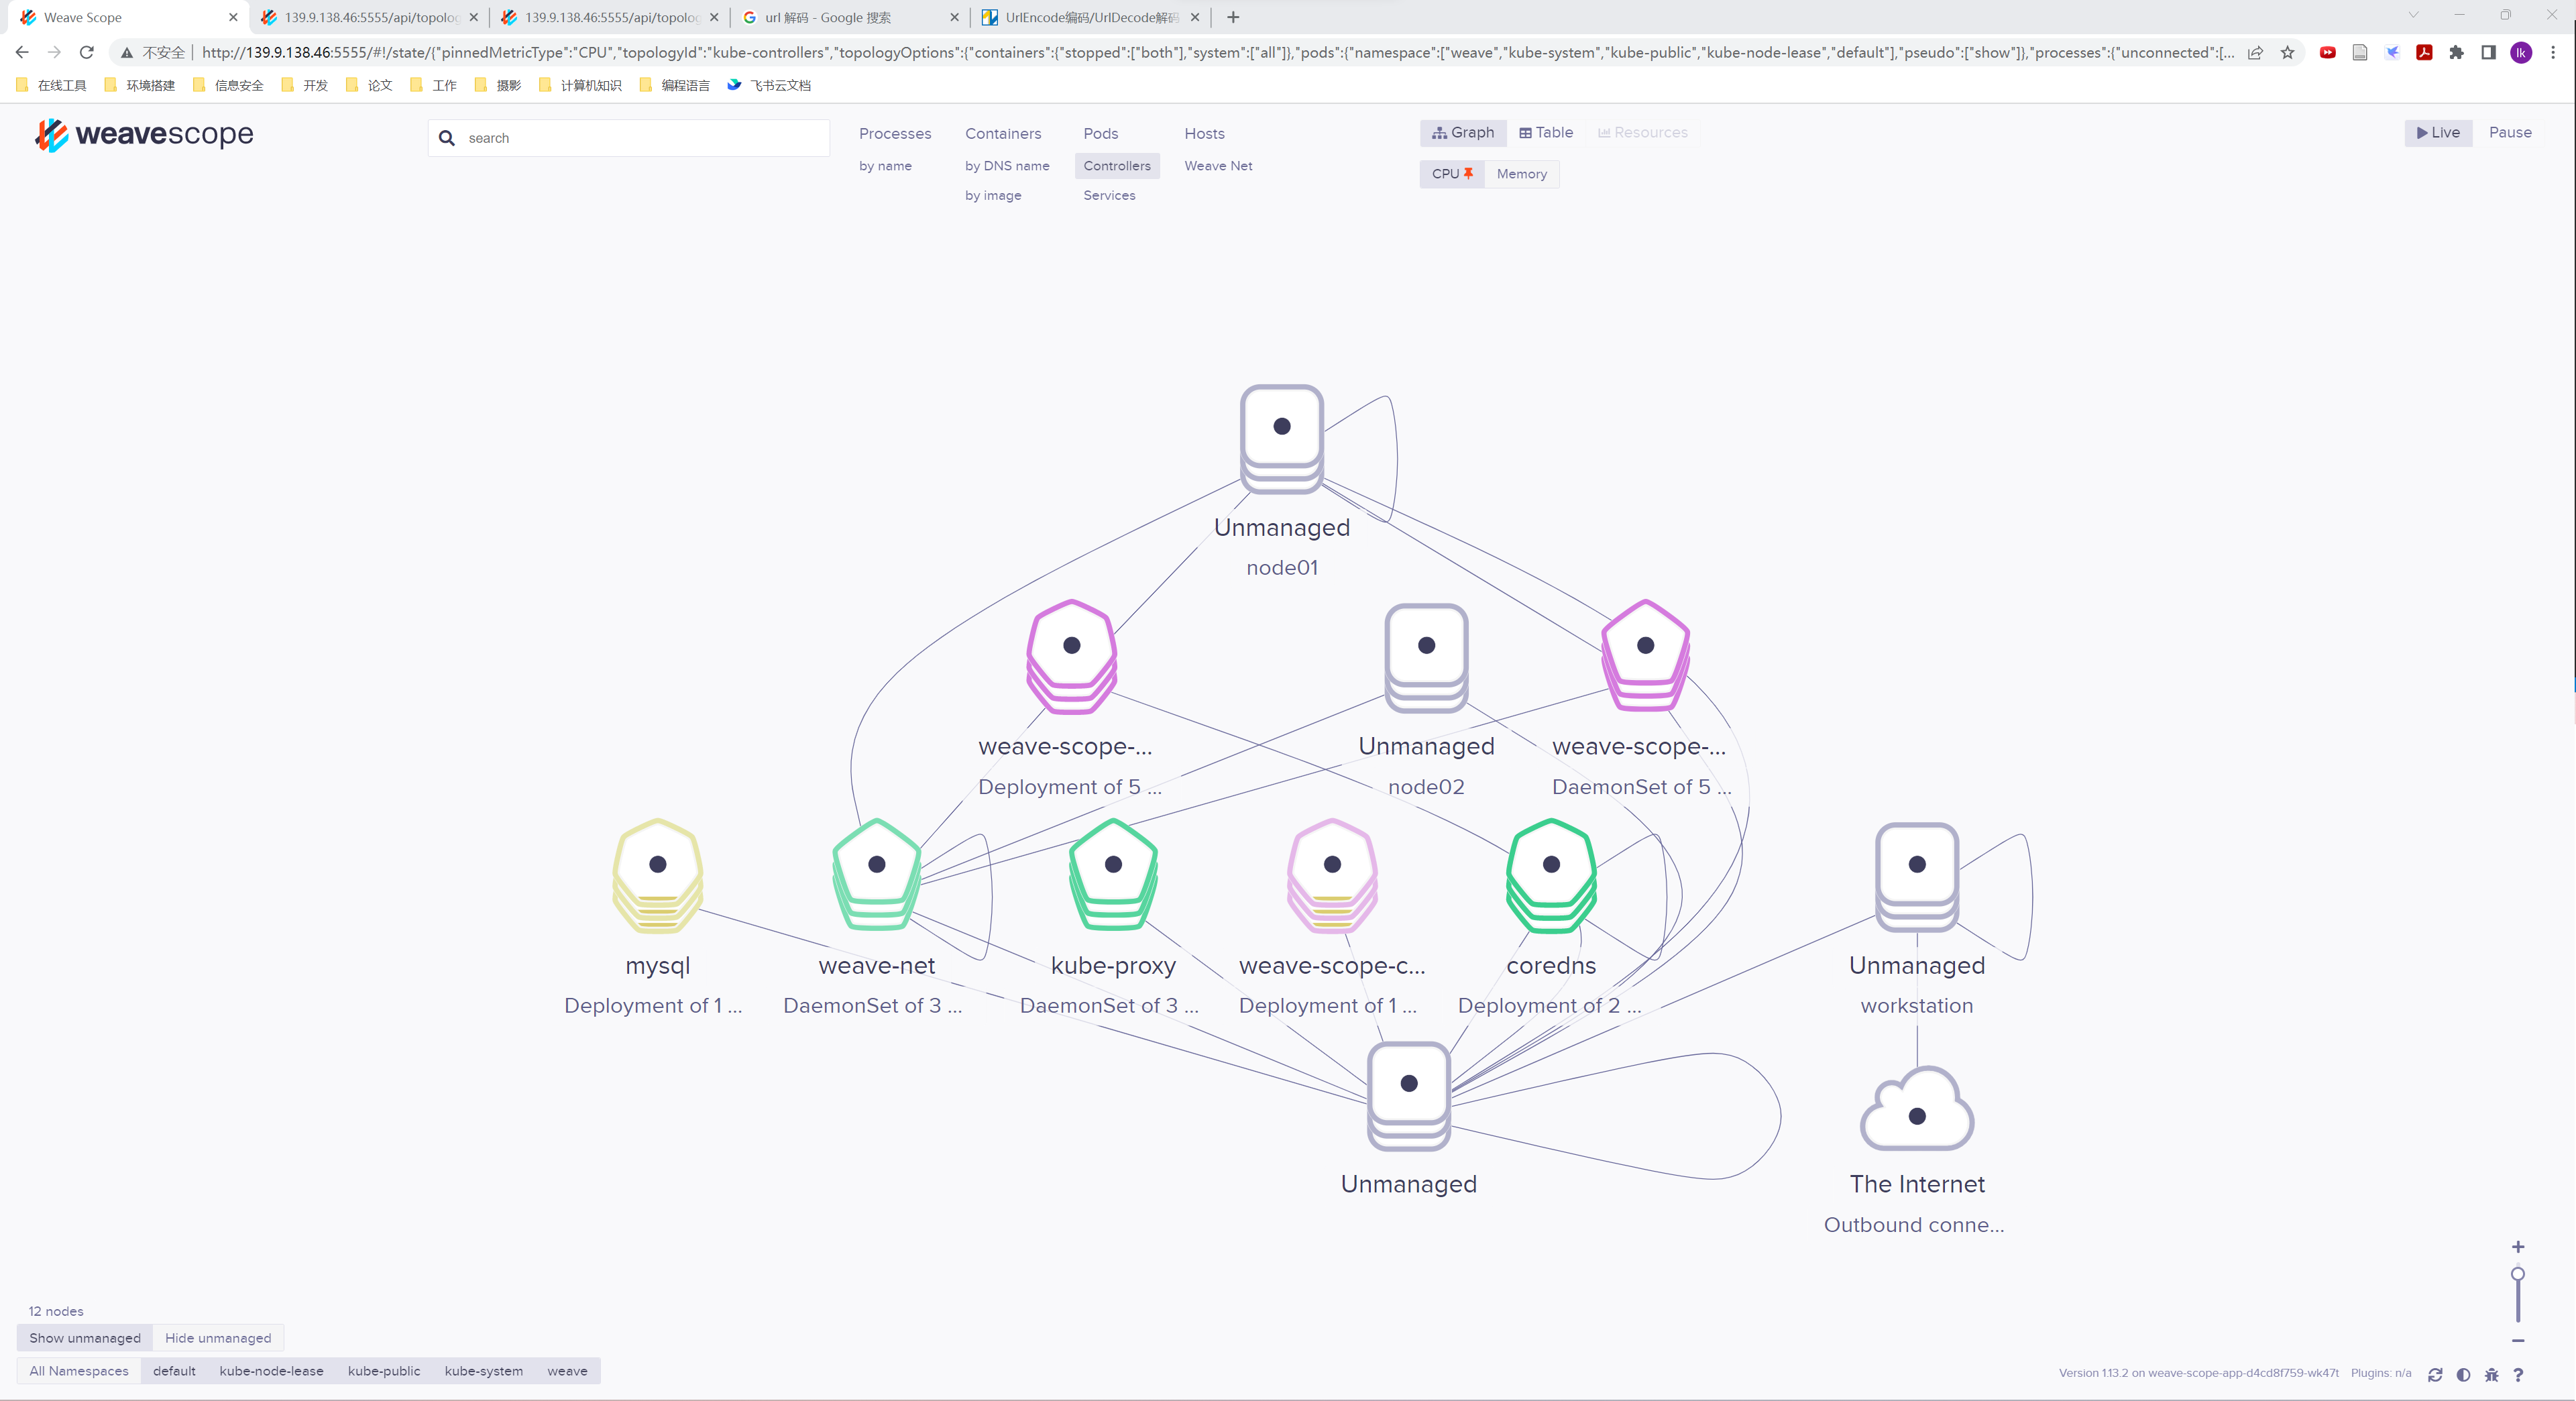 Weave Scope
139.9.138.46:5555/api/topolog
139.9.138.46:5555/api/topolog
url 解码 - Google 搜索
UrlEncode编码/UrlDecode解码
不安全 http://139.9.138.46:5555/#!/state/{"pinnedMetricType":"CPU","topologyId":"kube-controllers","topologyOptions":{"containers":{"stopped":["both"],"system":["all"]},"pods":{"namespace":["weave","kube-system","kube-public","kube-node-lease","default"],"pseudo":["show"]},"processes":{"unconnected":[...
lk
在线工具 环境搭建 信息安全 开发 论文 工作 摄影 计算机知识 编程语言 飞书云文档
weavescope
search
Processes Containers Pods Hosts
by name by DNS name Controllers Weave Net
by image Services
Graph Table Resources
CPU Memory
Live Pause
Unmanaged
node01
weave-scope-...
Deployment of 5 ...
Unmanaged
node02
weave-scope-...
DaemonSet of 5 ...
mysql
Deployment of 1 ...
weave-net
DaemonSet of 3 ...
kube-proxy
DaemonSet of 3 ...
weave-scope-c...
Deployment of 1 ...
coredns
Deployment of 2 ...
Unmanaged
workstation
Unmanaged
The Internet
Outbound conne...
12 nodes
Show unmanaged Hide unmanaged
All Namespaces default kube-node-lease kube-public kube-system weave
Version 1.13.2 on weave-scope-app-d4cd8f759-wk47t Plugins: n/a